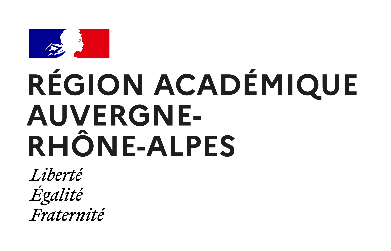 RÉGION ACADÉMIQUE
AUVERGNE-
RHÔNE-ALPES
Liberté
Égalité
Fraternité